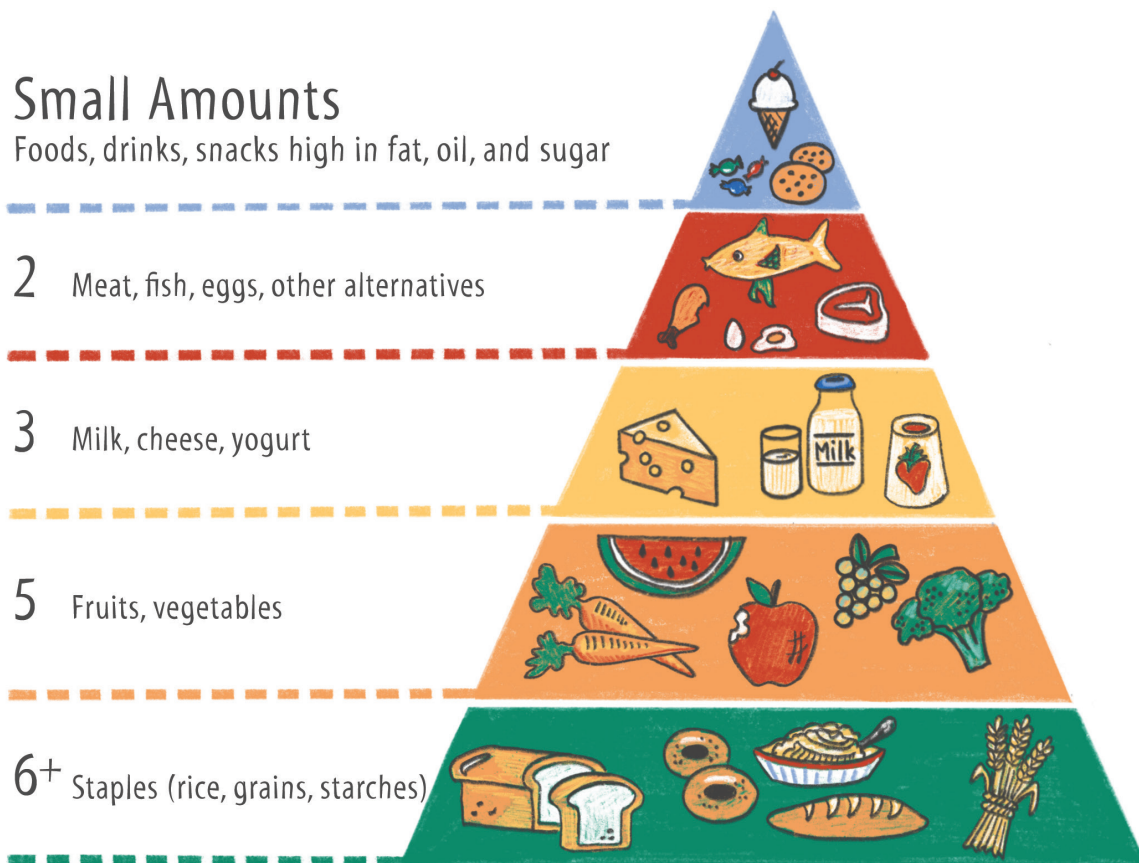 Small Amounts
Foods, drinks, snacks high in fat, oil, and sugar
2 Meat, fish, eggs, other alternatives
3 Milk, cheese, yogurt
Milk
5 Fruits, vegetables
6+ Staples (rice, grains, starches)